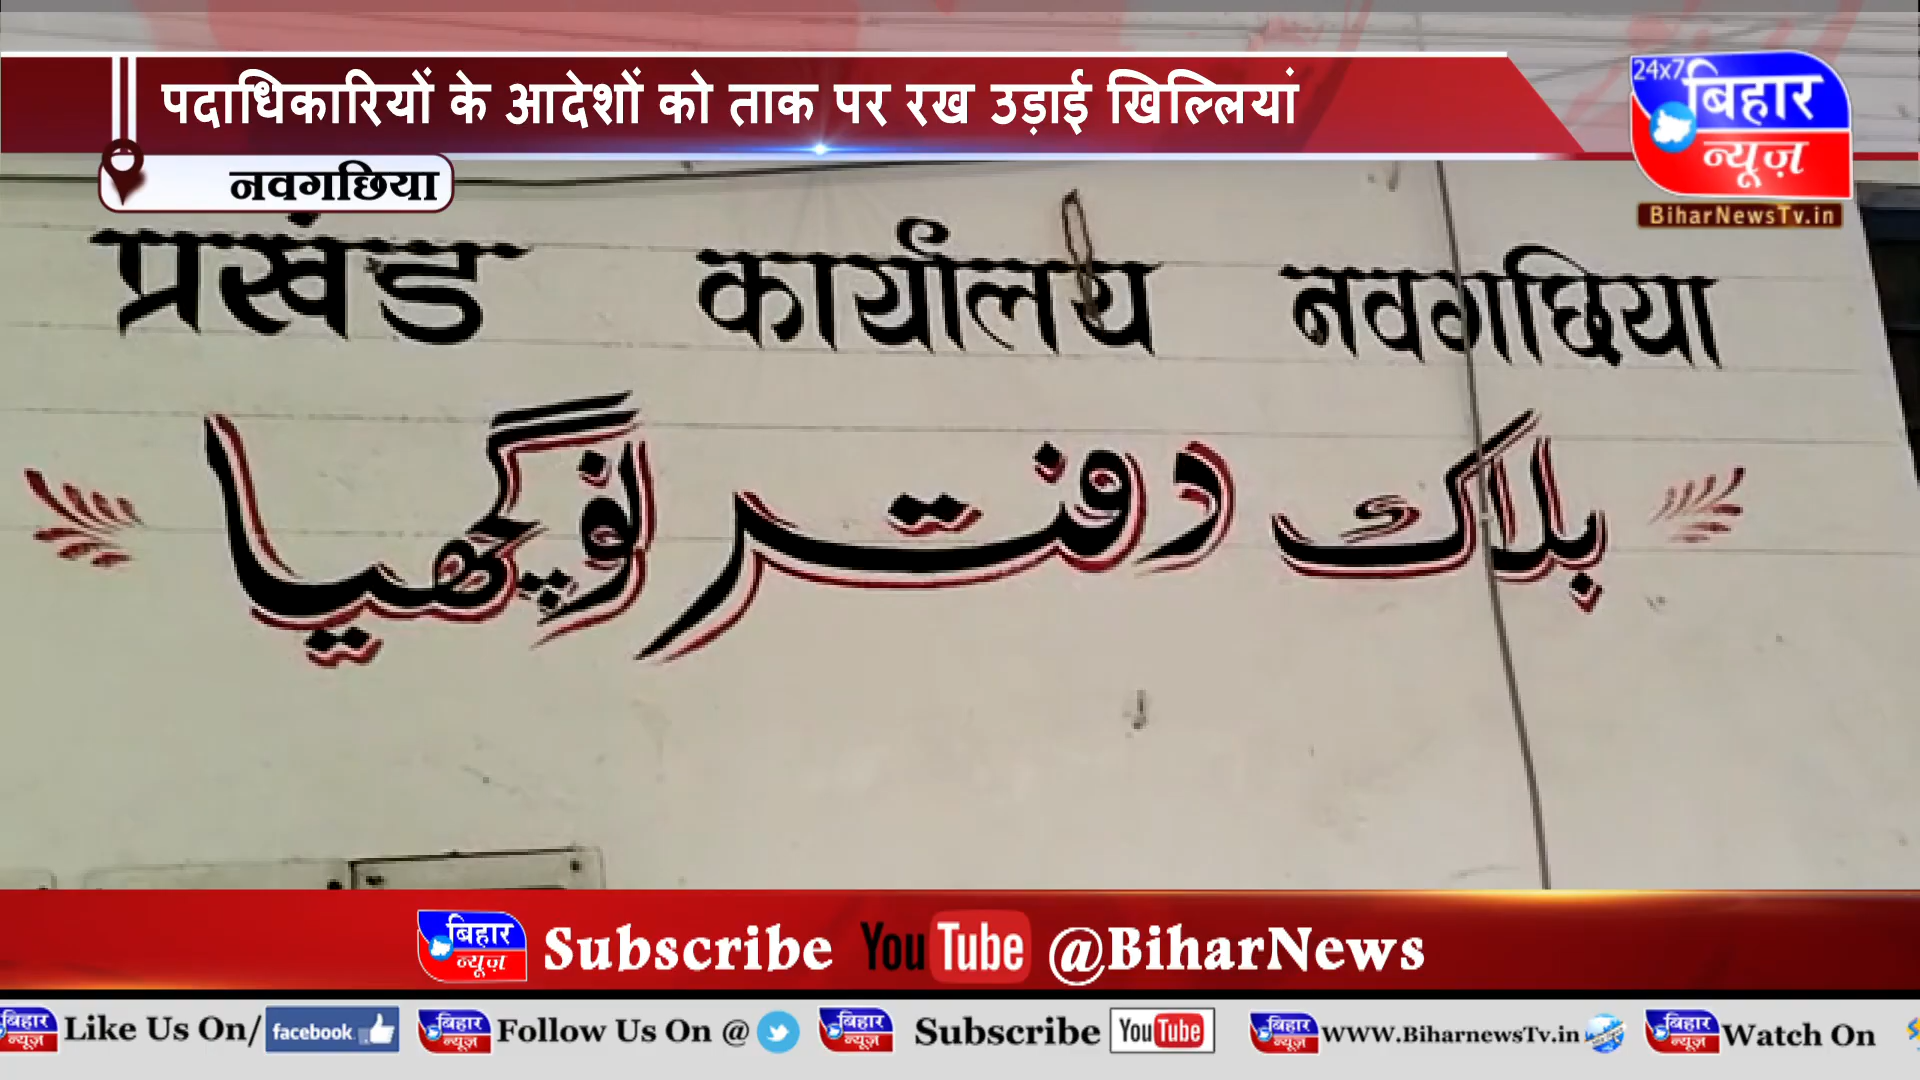 पदाधिकारियों के आदेशों को ताक पर रख उड़ाई खिल्लियां
24x7
बिहार
न्यूज़
BiharNewsTv.in
नवगछिया
प्रखंड कार्यालय नवगछिया
بلاک دفتر نوگچھیا
बिहार न्यूज़ Subscribe YouTube @BiharNews
बिहार न्यूज़ Like Us On/ facebook बिहार न्यूज़ Follow Us On @ बिहार न्यूज़ Subscribe YouTube बिहार न्यूज़ www.BiharnewsTv.in बिहार न्यूज़ Watch On